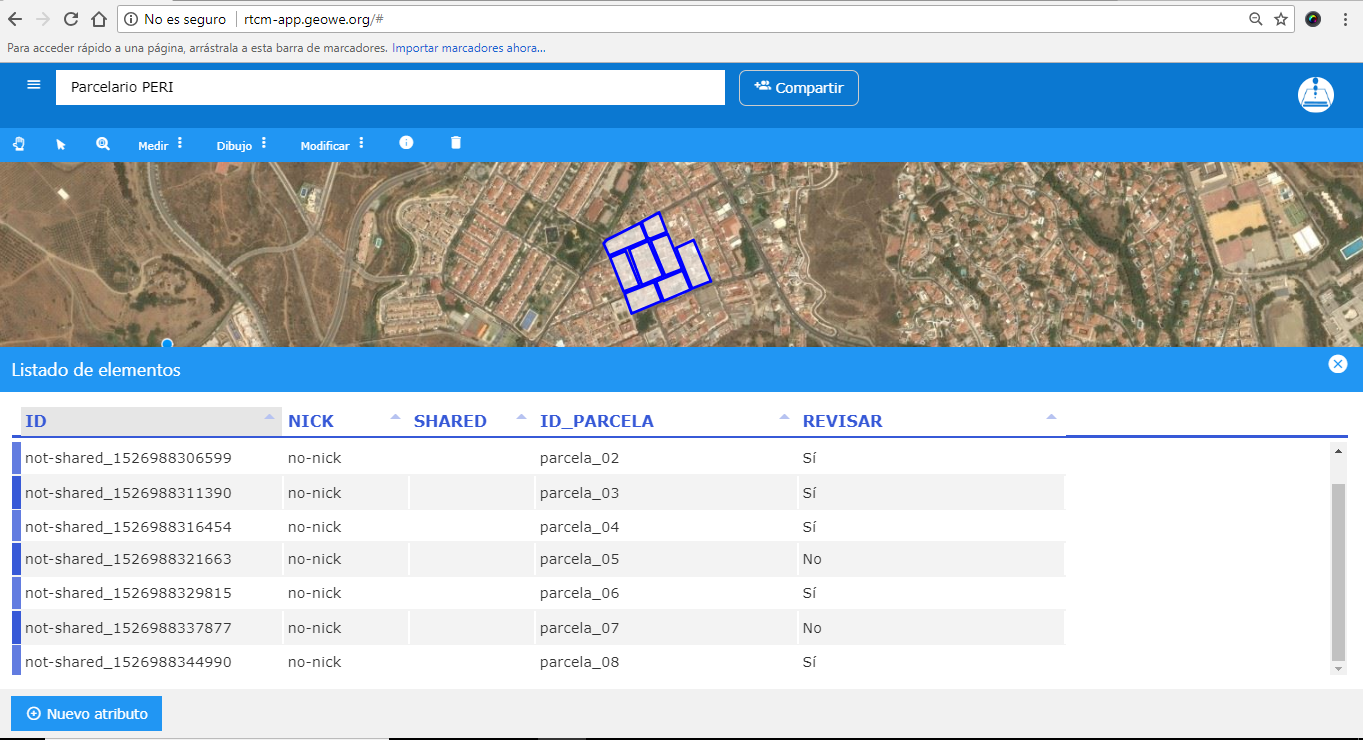 No es seguro rtcm-app.geowe.org/#
Para acceder rápido a una página, arrástrala a esta barra de marcadores. Importar marcadores ahora...
Parcelario PERI Compartir
Medir Dibujo Modificar
Listado de elementos
ID NICK SHARED ID_PARCELA REVISAR
not-shared_1526988306599 no-nick parcela_02 Sí
not-shared_1526988311390 no-nick parcela_03 Sí
not-shared_1526988316454 no-nick parcela_04 Sí
not-shared_1526988321663 no-nick parcela_05 No
not-shared_1526988329815 no-nick parcela_06 Sí
not-shared_1526988337877 no-nick parcela_07 No
not-shared_1526988344990 no-nick parcela_08 Sí
Nuevo atributo